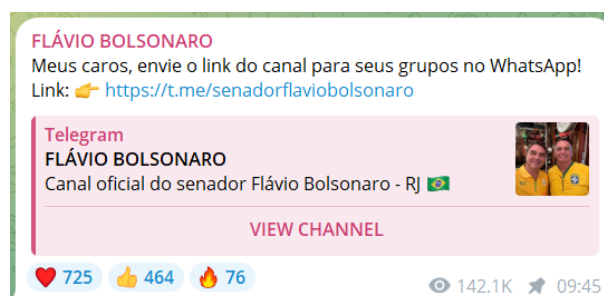 FLÁVIO BOLSONARO
Meus caros, envie o link do canal para seus grupos no WhatsApp!
Link: 👉 https://t.me/senadorflaviobolsonaro
Telegram
FLÁVIO BOLSONARO
Canal oficial do senador Flávio Bolsonaro - RJ 🇧🇷
VIEW CHANNEL
❤️ 725 👍 464 🔥 76
142.1K 09:45